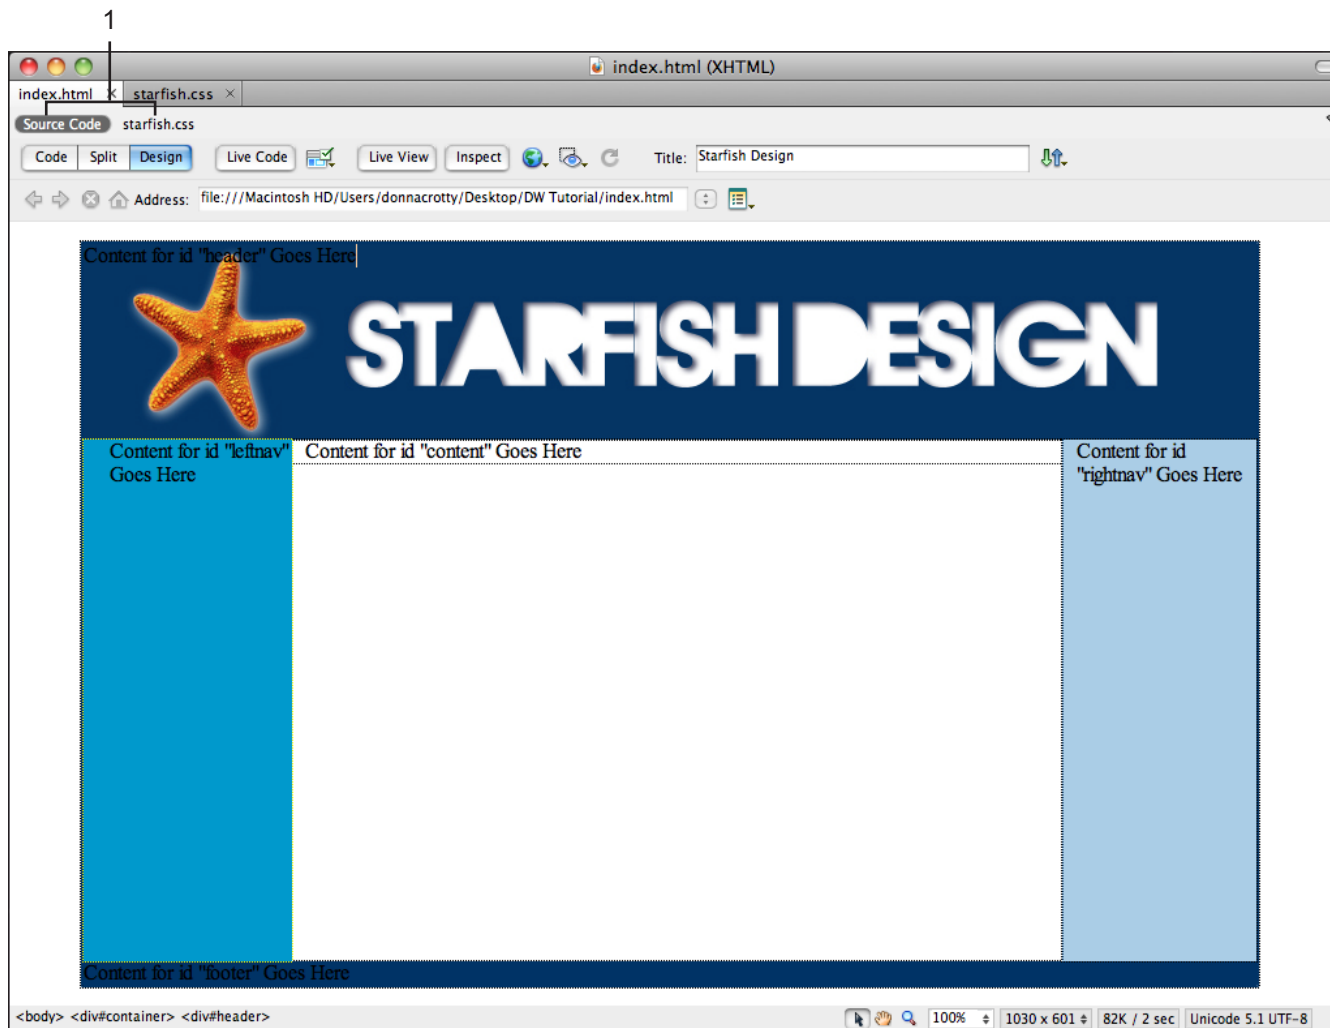 1
index.html (XHTML)
index.html × starfish.css ×
Source Code starfish.css
Code Split Design Live Code Live View Inspect Title: Starfish Design
Address: file:///Macintosh HD/Users/donnacrotty/Desktop/DW Tutorial/index.html
Content for id "header" Goes Here
STARFISH DESIGN
Content for id "leftnav"
Goes Here
Content for id "content" Goes Here
Content for id
"rightnav" Goes Here
Content for id "footer" Goes Here
<body> <div#container> <div#header> 100% 1030 x 601 82K / 2 sec Unicode 5.1 UTF-8